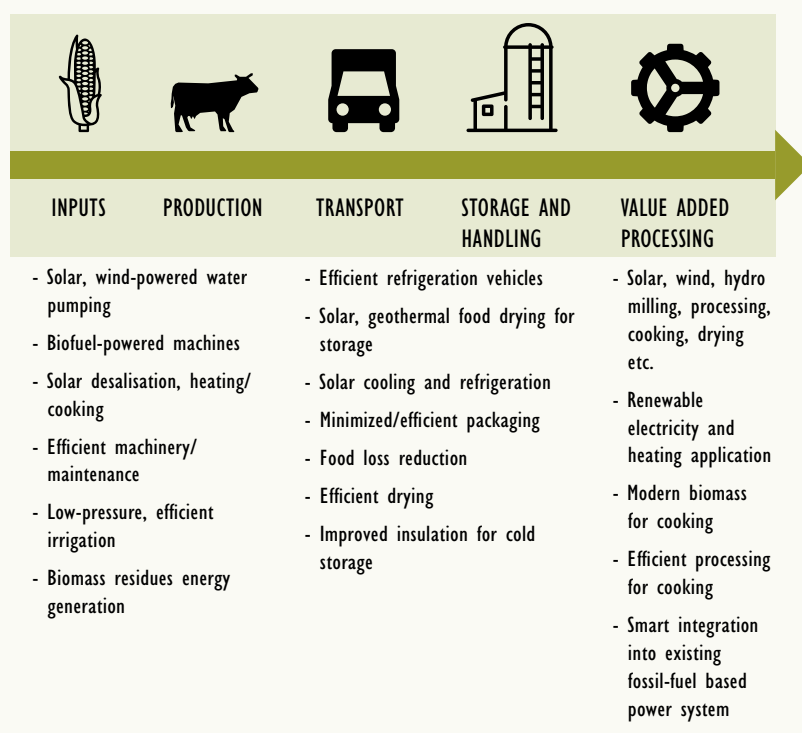 INPUTS
PRODUCTION
TRANSPORT
STORAGE AND
HANDLING
VALUE ADDED
PROCESSING
- Solar, wind-powered water
pumping
- Biofuel-powered machines
- Solar desalisation, heating/
cooking
- Efficient machinery/
maintenance
- Low-pressure, efficient
irrigation
- Biomass residues energy
generation
- Efficient refrigeration vehicles
- Solar, geothermal food drying for
storage
- Solar cooling and refrigeration
- Minimized/efficient packaging
- Food loss reduction
- Efficient drying
- Improved insulation for cold
storage
- Solar, wind, hydro
milling, processing,
cooking, drying
etc.
- Renewable
electricity and
heating application
- Modern biomass
for cooking
- Efficient processing
for cooking
- Smart integration
into existing
fossil-fuel based
power system